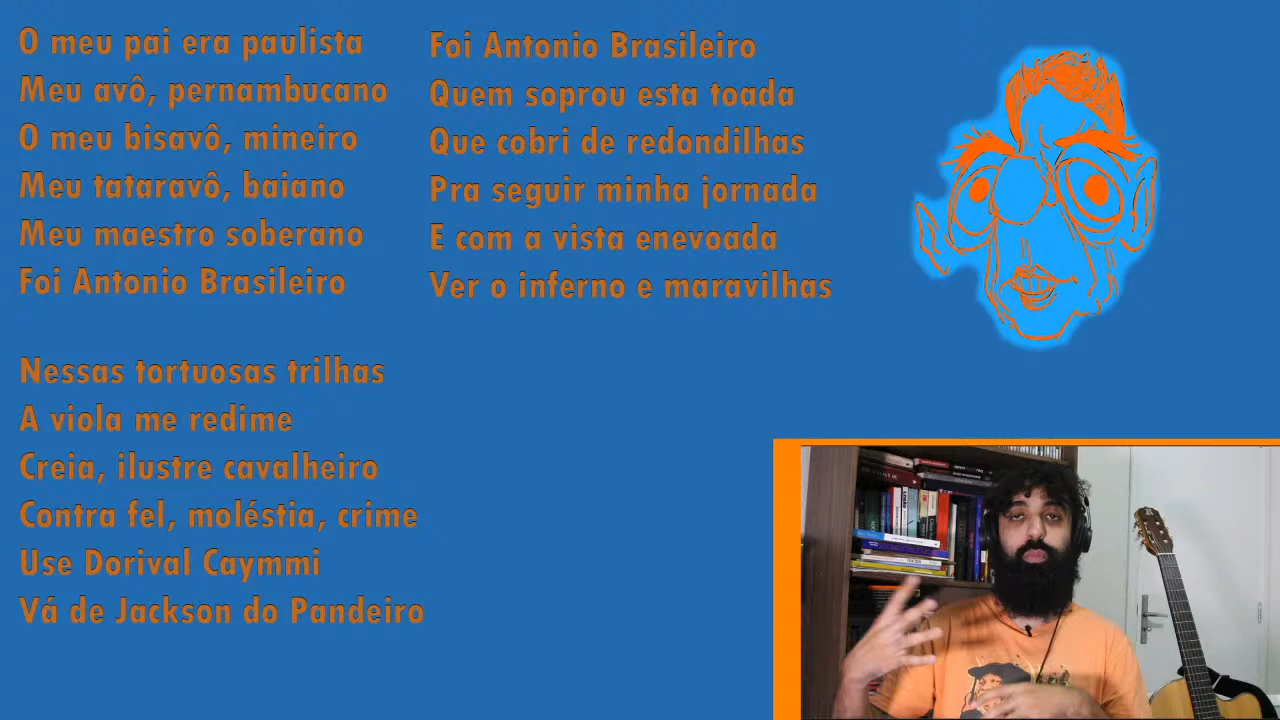 O meu pai era paulista
Meu avô, pernambucano
O meu bisavô, mineiro
Meu tataravô, baiano
Meu maestro soberano
Foi Antonio Brasileiro
Nessas tortuosas trilhas
A viola me redime
Creia, ilustre cavalheiro
Contra fel, moléstia, crime
Use Dorival Caymmi
Vá de Jackson do Pandeiro
Foi Antonio Brasileiro
Quem soprou esta toada
Que cobri de redondilhas
Pra seguir minha jornada
E com a vista enevoada
Ver o inferno e maravilhas